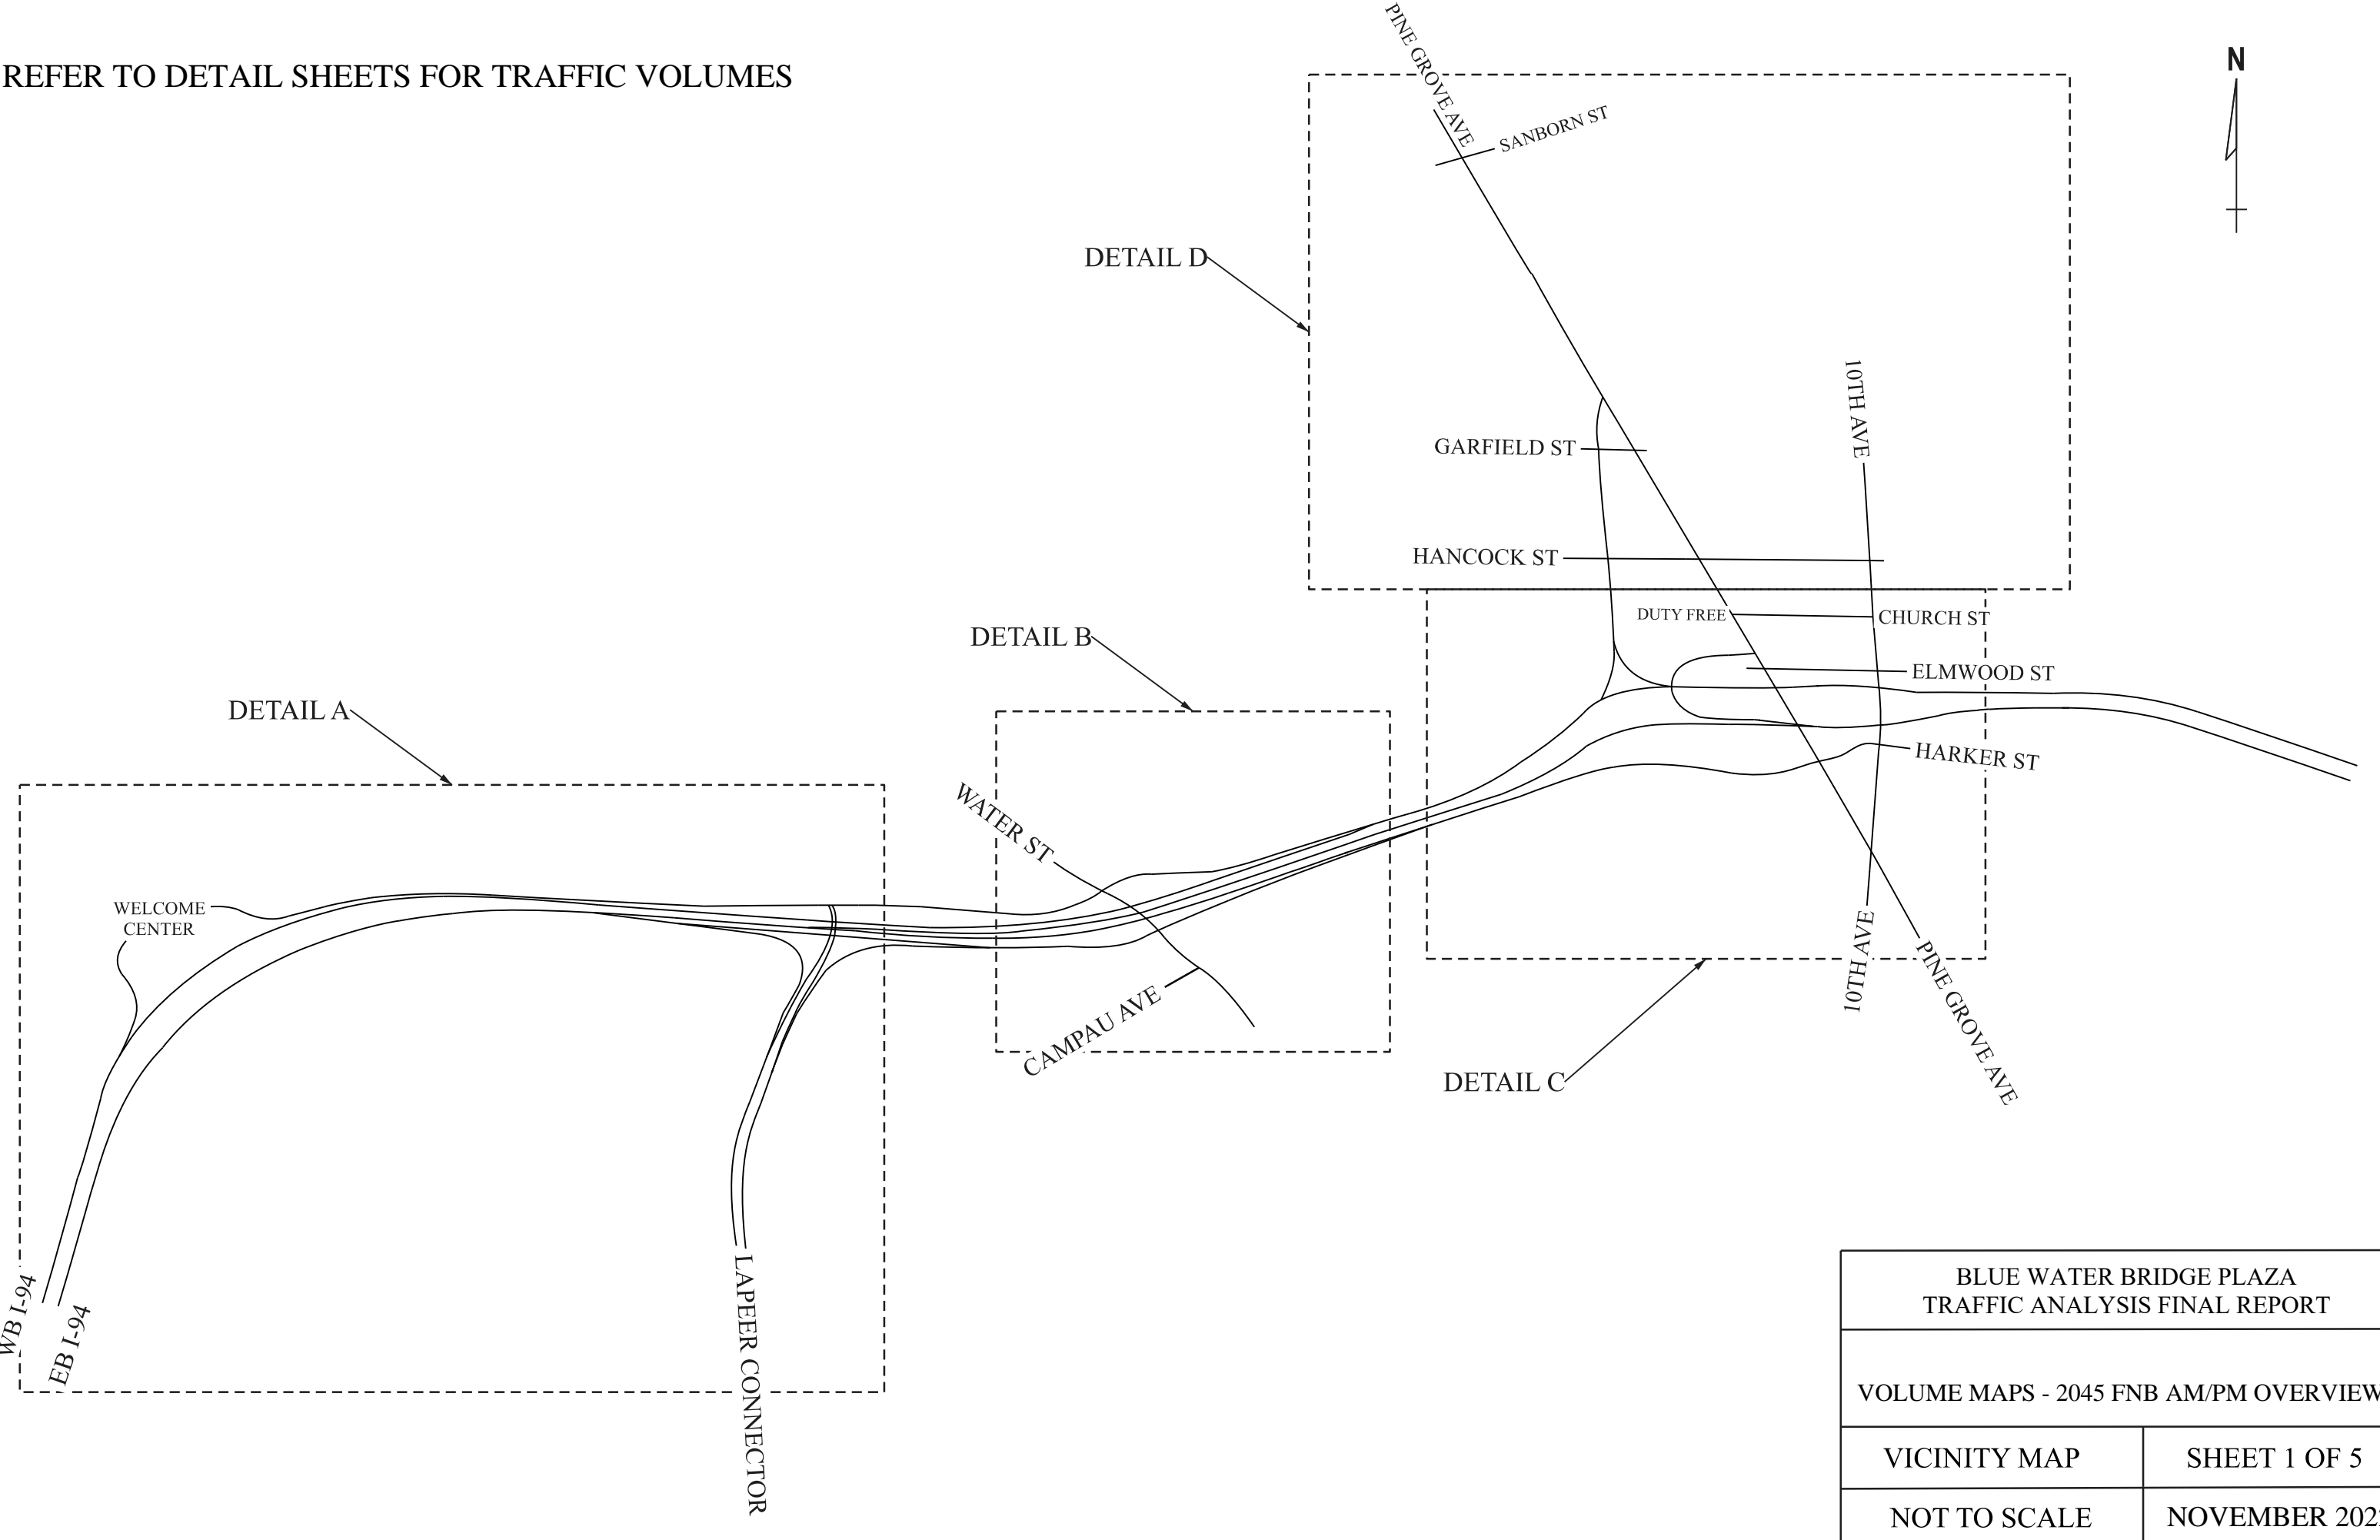 PINE GROVE AVE
N
REFER TO DETAIL SHEETS FOR TRAFFIC VOLUMES
SANBORN ST
DETAIL D
10TH AVE
GARFIELD ST
HANCOCK ST
DUTY FREE
CHURCH ST
DETAIL B
ELMWOOD ST
DETAIL A
HARKER ST
WATER ST
WELCOME
CENTER
10TH AVE
PINE GROVE AVE
CAMPAU AVE
DETAIL C
WB I-94
EB I-94
LAPEER CONNECTOR
BLUE WATER BRIDGE PLAZA
TRAFFIC ANALYSIS FINAL REPORT
VOLUME MAPS - 2045 FNB AM/PM OVERVIEW
VICINITY MAP
SHEET 1 OF 5
NOT TO SCALE
NOVEMBER